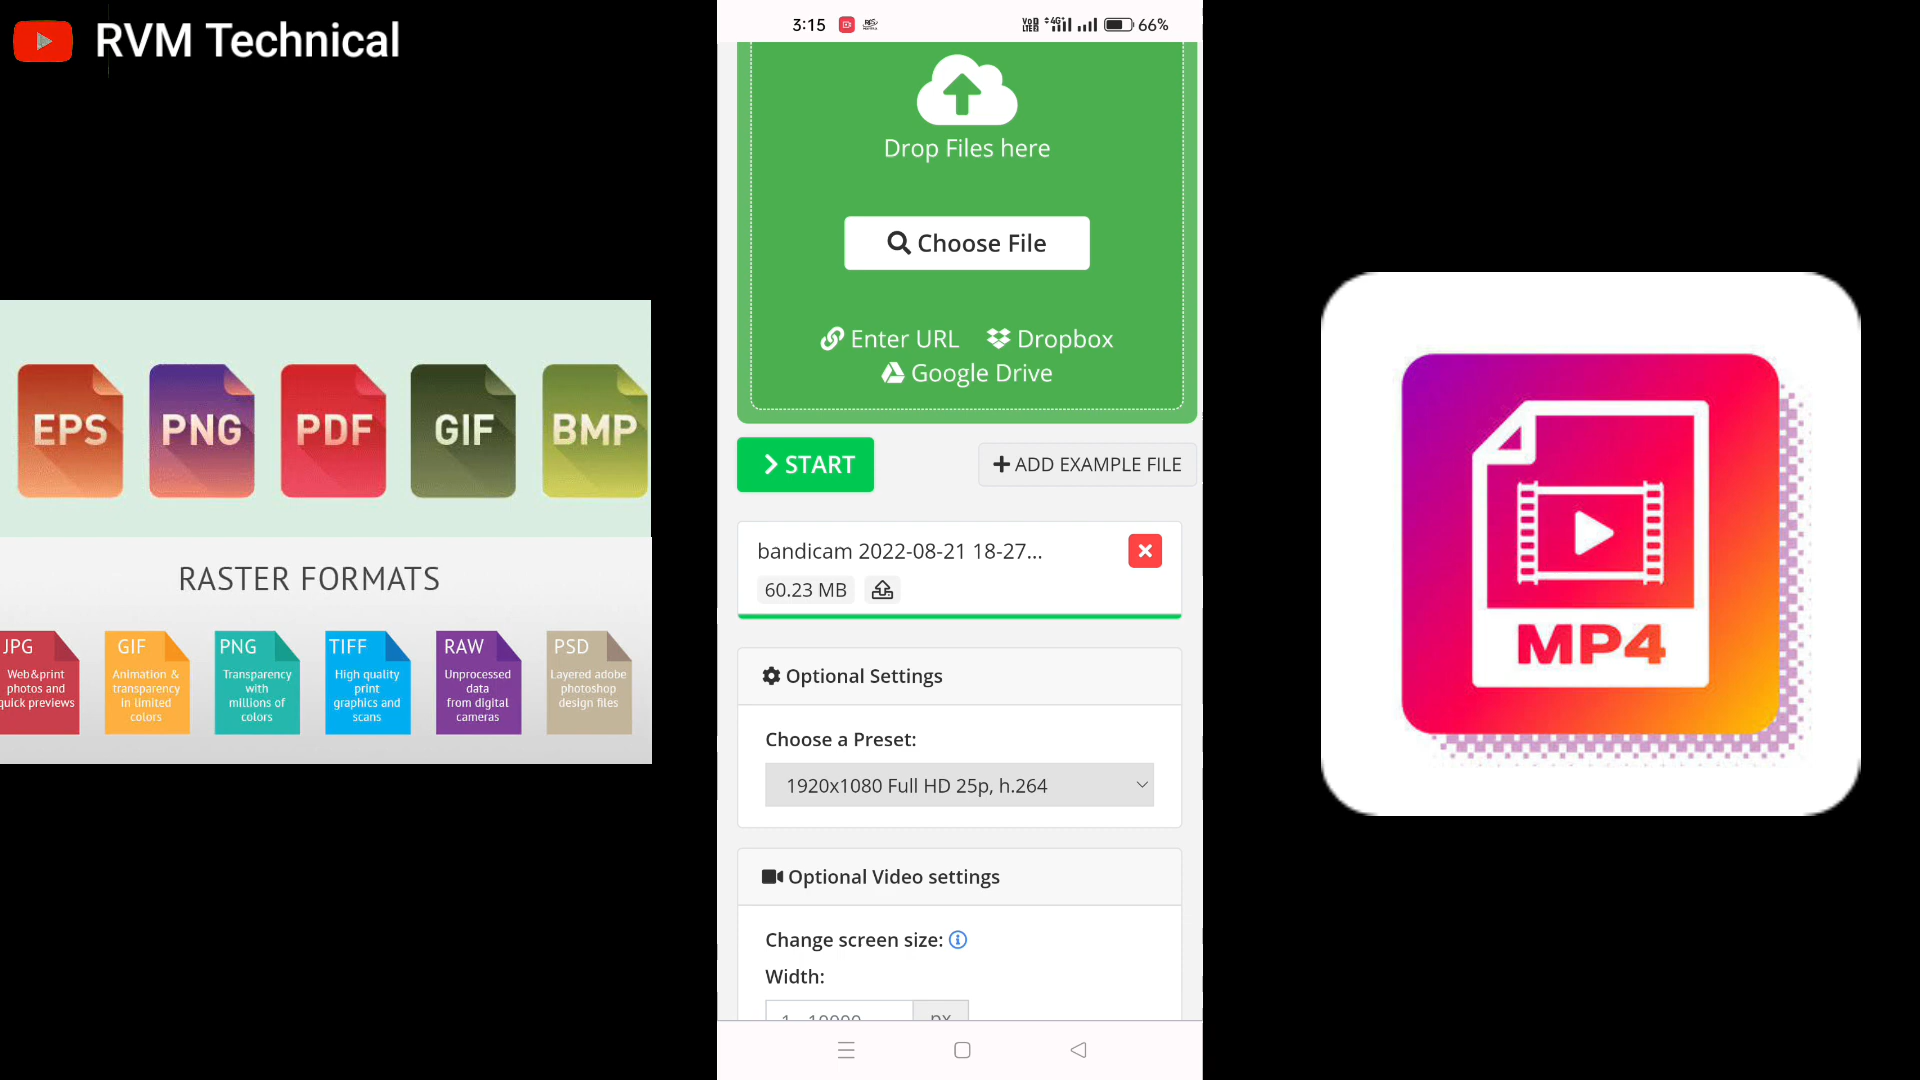 RVM Technical
3:15
VoD
LTE2
4G+
66%
Drop Files here
Choose File
Enter URL
Dropbox
Google Drive
START
ADD EXAMPLE FILE
bandicam 2022-08-21 18-27...
60.23 MB
Optional Settings
Choose a Preset:
1920x1080 Full HD 25p, h.264
Optional Video settings
Change screen size:
Width:
px
EPS
PNG
PDF
GIF
BMP
RASTER FORMATS
JPG
Web&print
photos and
quick previews
GIF
Animation &
transparency
in limited
colors
PNG
Transparency
with
millions of
colors
TIFF
High quality
print
graphics and
scans
RAW
Unprocessed
data
from digital
cameras
PSD
Layered adobe
photoshop
design files
MP4